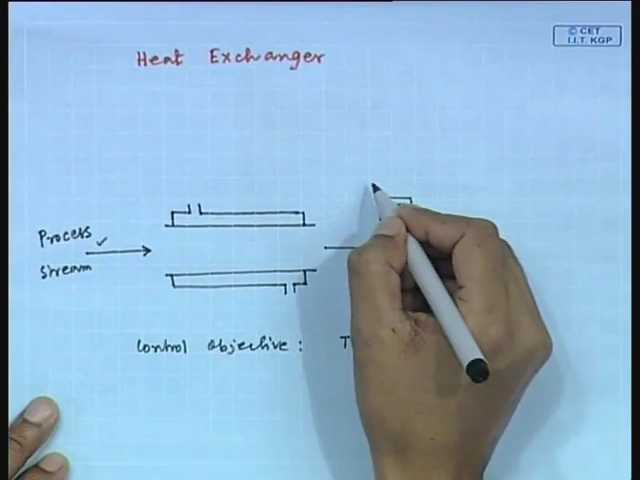 © CET
I.I.T. KGP
Heat Exchanger
Process
stream
Control Objective : T